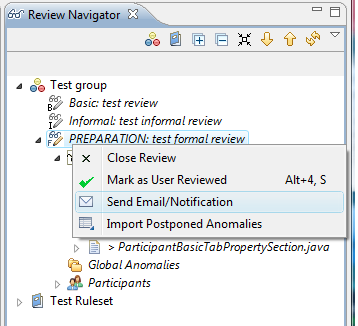 Review Navigator
Test group
Basic: test review
Informal: test informal review
PREPARATION: test formal review
Close Review
Mark as User Reviewed Alt+4, S
Send Email/Notification
Import Postponed Anomalies
> ParticipantBasicTabPropertySection.java
Global Anomalies
Participants
Test Ruleset